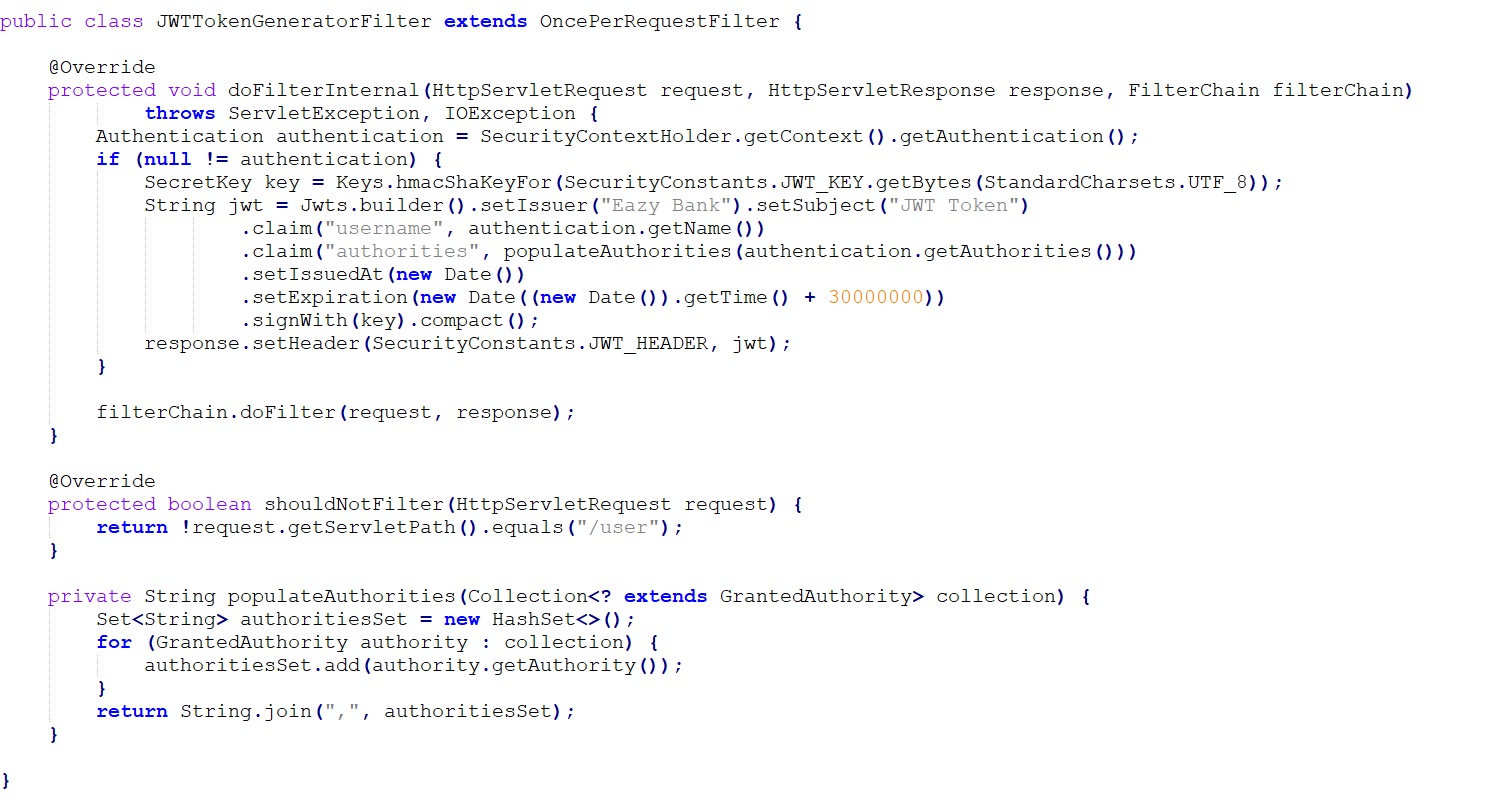 public class JWTTokenGeneratorFilter extends OncePerRequestFilter {
@Override
protected void doFilterInternal(HttpServletRequest request, HttpServletResponse response, FilterChain filterChain)
throws ServletException, IOException {
Authentication authentication = SecurityContextHolder.getContext().getAuthentication();
if (null != authentication) {
SecretKey key = Keys.hmacShaKeyFor(SecurityConstants.JWT_KEY.getBytes(StandardCharsets.UTF_8));
String jwt = Jwts.builder().setIssuer("Eazy Bank").setSubject("JWT Token")
.claim("username", authentication.getName())
.claim("authorities", populateAuthorities(authentication.getAuthorities()))
.setIssuedAt(new Date())
.setExpiration(new Date((new Date()).getTime() + 30000000))
.signWith(key).compact();
response.setHeader(SecurityConstants.JWT_HEADER, jwt);
}
filterChain.doFilter(request, response);
}
@Override
protected boolean shouldNotFilter(HttpServletRequest request) {
return !request.getServletPath().equals("/user");
}
private String populateAuthorities(Collection<? extends GrantedAuthority> collection) {
Set<String> authoritiesSet = new HashSet<>();
for (GrantedAuthority authority : collection) {
authoritiesSet.add(authority.getAuthority());
}
return String.join(",", authoritiesSet);
}
}